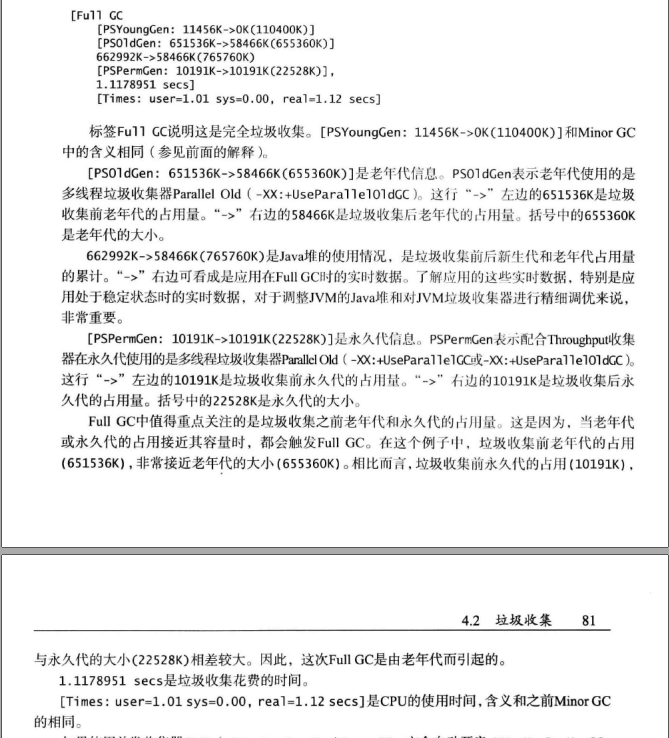 [Full GC
[PSYoungGen: 11456K->0K(110400K)]
[PSOldGen: 651536K->58466K(655360K)]
662992K->58466K(765760K)
[PSPermGen: 10191K->10191K(22528K)],
1.1178951 secs]
[Times: user=1.01 sys=0.00, real=1.12 secs]
标签Full GC说明这是完全垃圾收集。[PSYoungGen: 11456K->0K(110400K)]和Minor GC
中的含义相同（参见前面的解释）。
[PSOldGen: 651536K->58466K(655360K)]是老年代信息。PSOldGen表示老年代使用的是
多线程垃圾收集器Parallel Old（-XX:+UseParallelOldGC）。这行“->”左边的651536K是垃圾
收集前老年代的占用量。“->”右边的58466K是垃圾收集后老年代的占用量。括号中的655360K
是老年代的大小。
662992K->58466K(765760K)是Java堆的使用情况，是垃圾收集前后新生代和老年代占用量
的累计。“->”右边可看成是应用在Full GC时的实时数据。了解应用的这些实时数据，特别是应
用处于稳定状态时的实时数据，对于调整JVM的Java堆和对JVM垃圾收集器进行精细调优来说，
非常重要。
[PSPermGen: 10191K->10191K(22528K)]是永久代信息。PSPermGen表示配合Throughput收集
器在永久代使用的是多线程垃圾收集器Parallel Old（-XX:+UseParallelGC或-XX:+UseParallelOldGC）。
这行“->”左边的10191K是垃圾收集前永久代的占用量。“->”右边的10191K是垃圾收集后永
久代的占用量。括号中的22528K是永久代的大小。
Full GC中值得重点关注的是垃圾收集之前老年代和永久代的占用量。这是因为，当老年代
或永久代的占用接近其容量时，都会触发Full GC。在这个例子中，垃圾收集前老年代的占用
(651536K)，非常接近老年代的大小(655360K)。相比而言，垃圾收集前永久代的占用(10191K)，
4.2 垃圾收集 81
与永久代的大小(22528K)相差较大。因此，这次Full GC是由老年代而引起的。
1.1178951 secs是垃圾收集花费的时间。
[Times: user=1.01 sys=0.00, real=1.12 secs]是CPU的使用时间，含义和之前Minor GC
的相同。